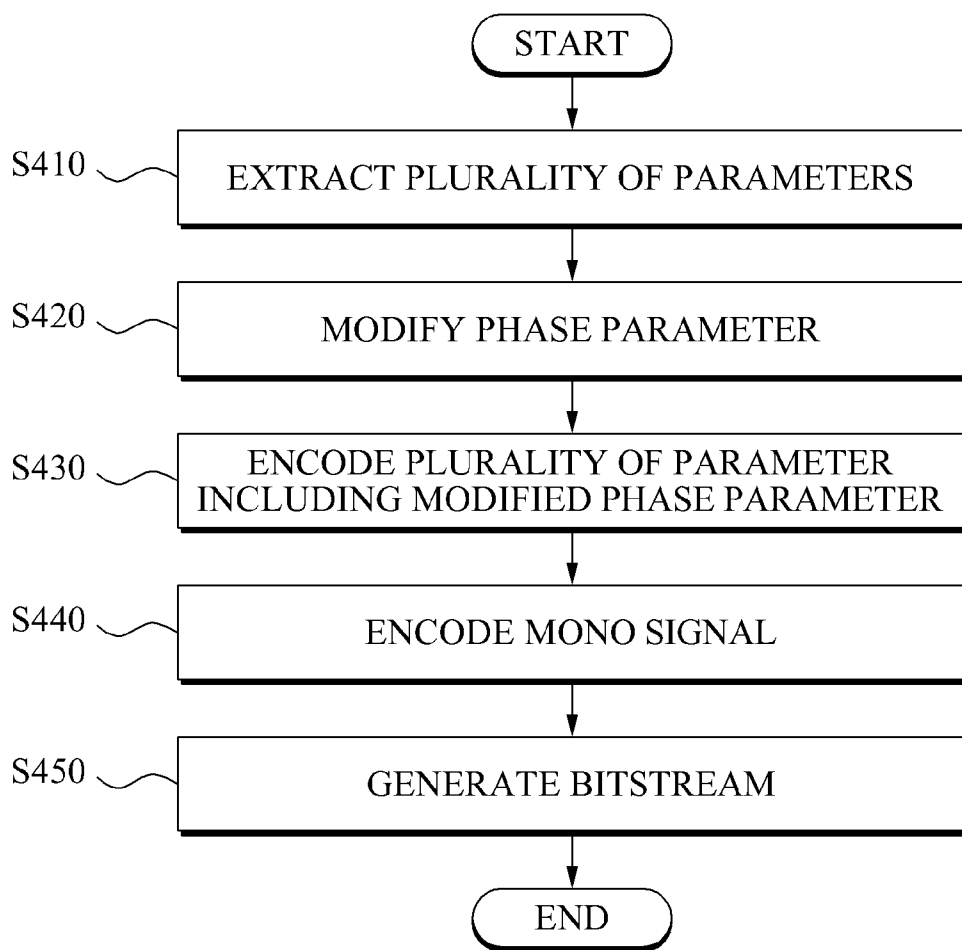 START
S410
EXTRACT PLURALITY OF PARAMETERS
S420
MODIFY PHASE PARAMETER
S430
ENCODE PLURALITY OF PARAMETER
INCLUDING MODIFIED PHASE PARAMETER
S440
ENCODE MONO SIGNAL
S450
GENERATE BITSTREAM
END